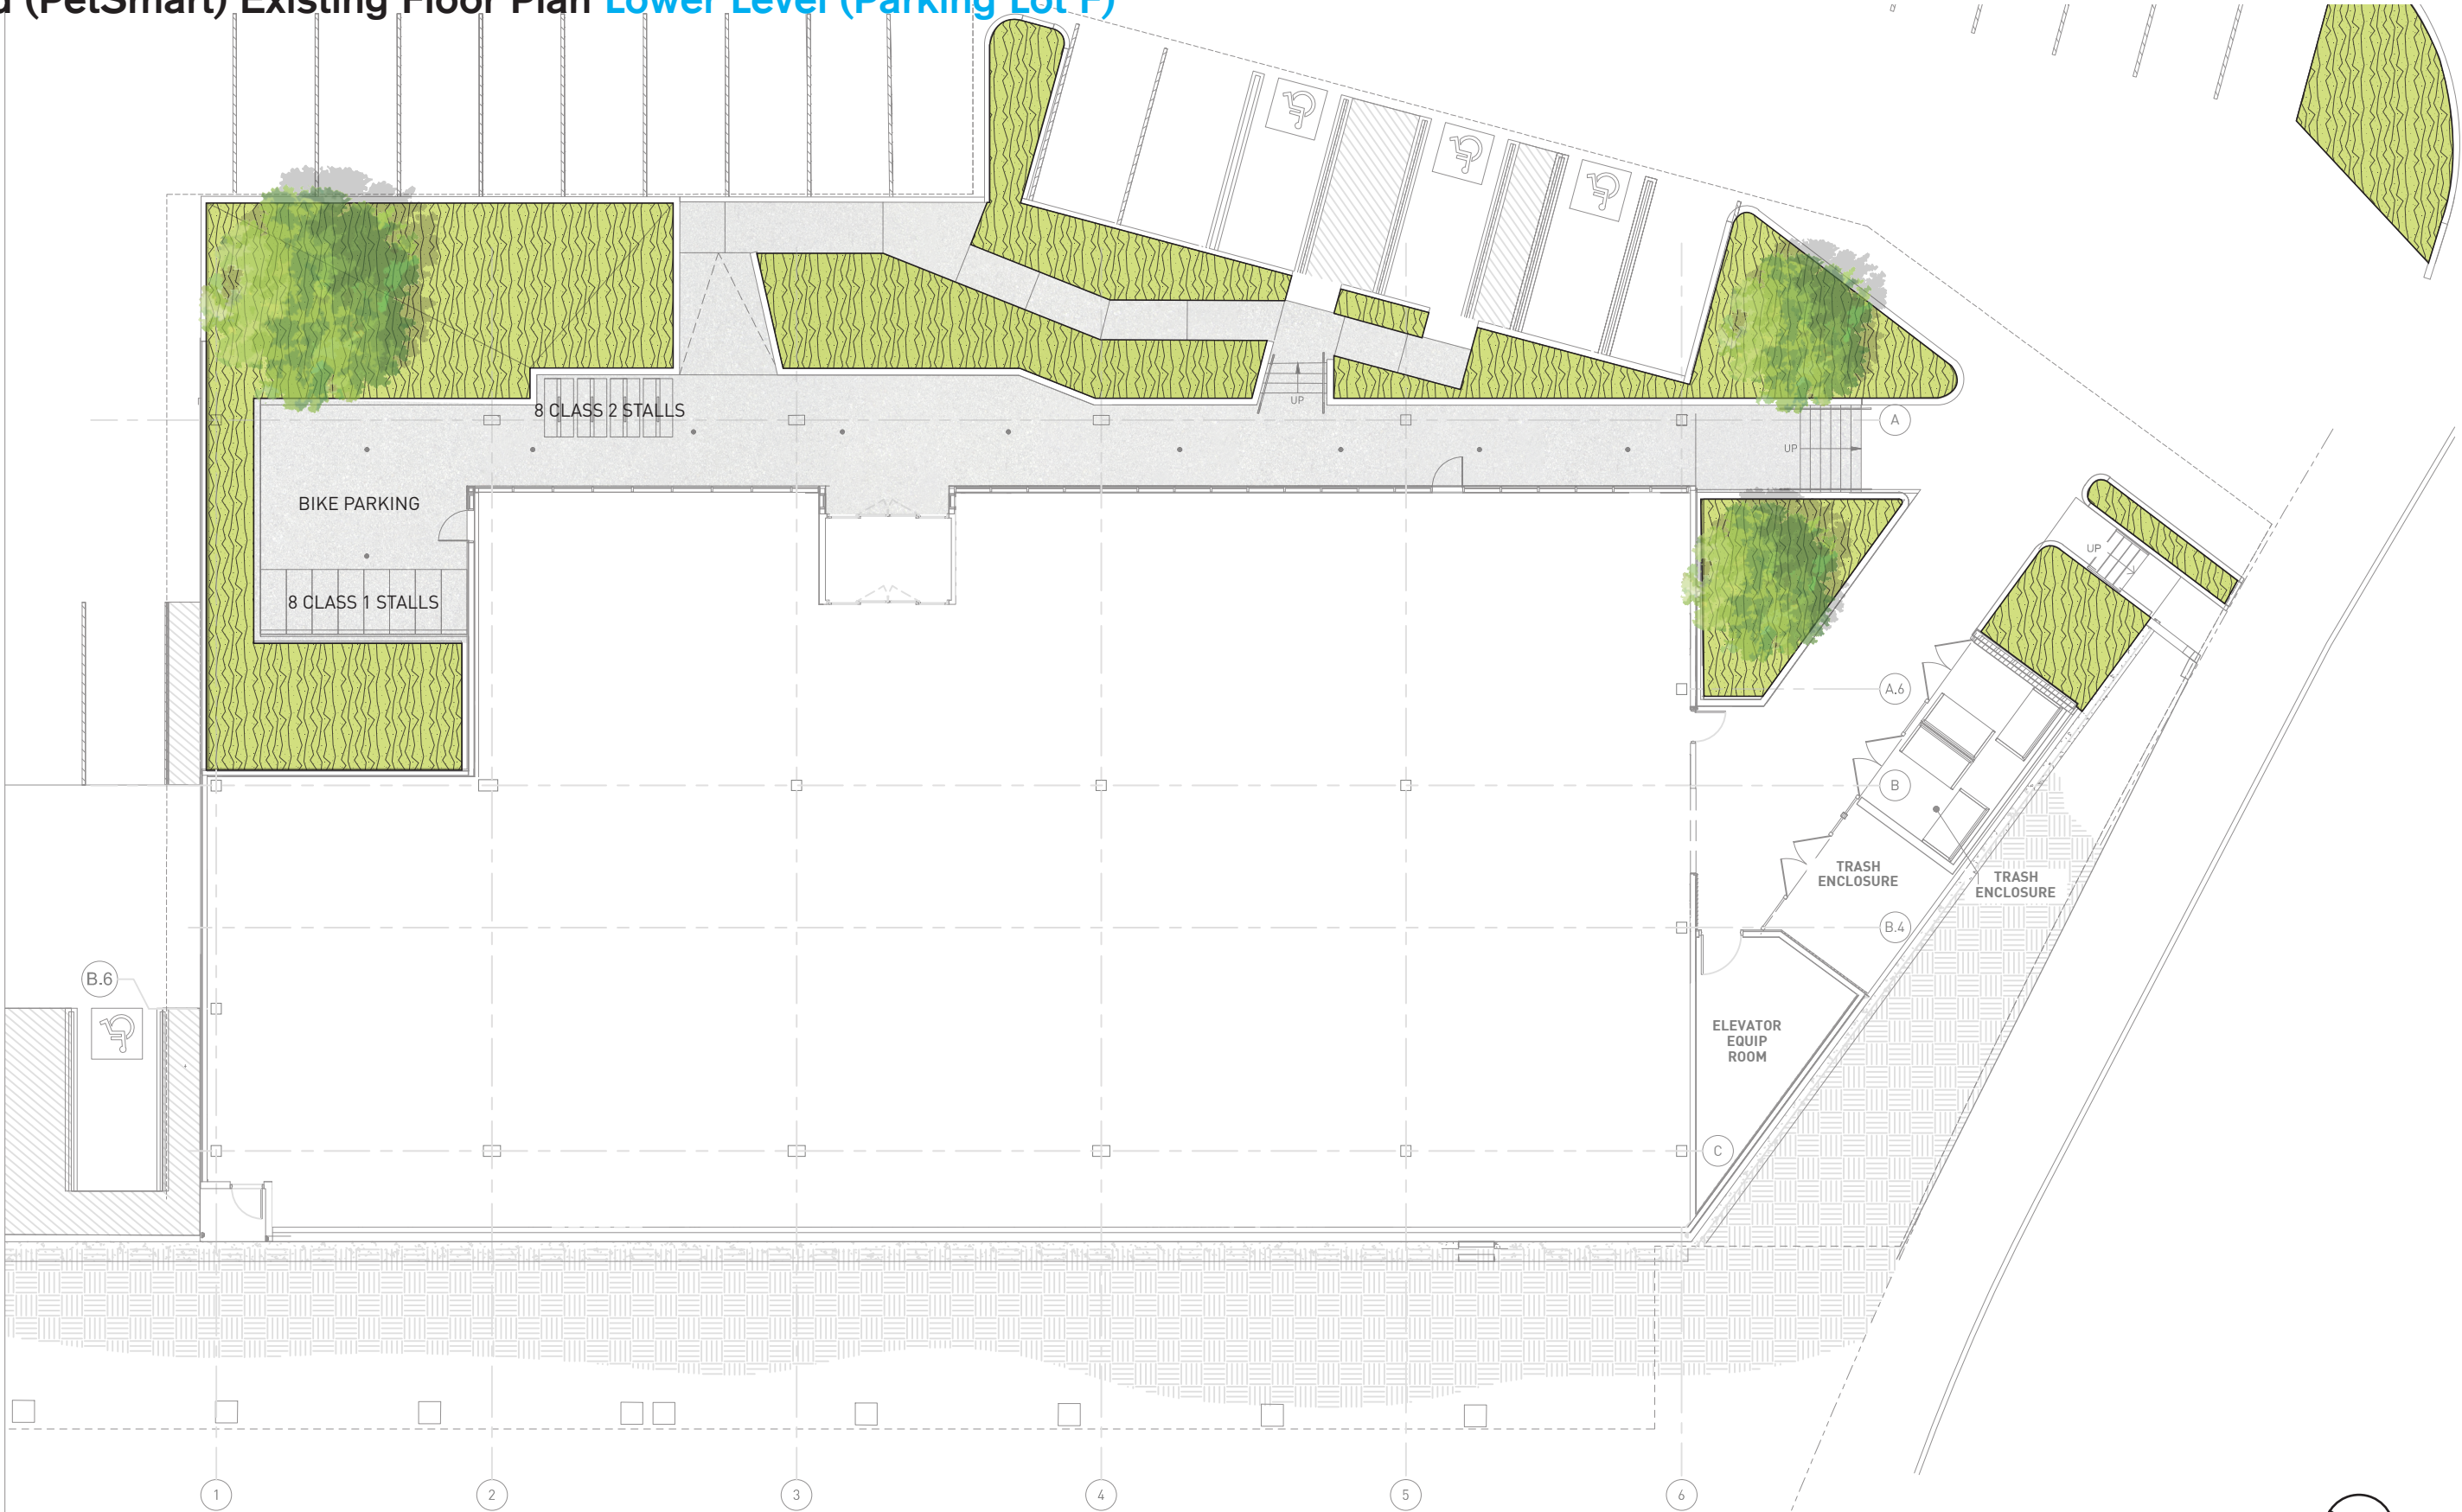 (PetSmart) Existing Floor Plan Lower Level (Parking Lot F)
8 CLASS 2 STALLS
UP
A
UP
BIKE PARKING
UP
8 CLASS 1 STALLS
A.6
B
TRASH
ENCLOSURE
TRASH
ENCLOSURE
B.4
B.6
ELEVATOR
EQUIP
ROOM
C
1
2
3
4
5
6